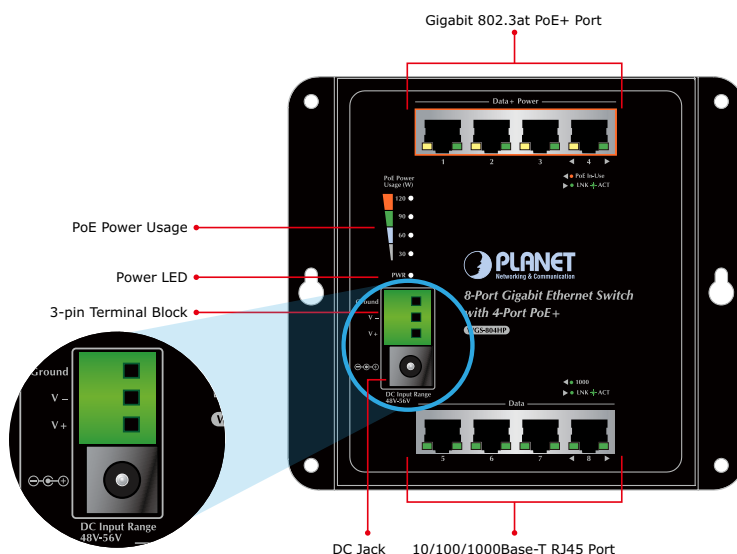 Gigabit 802.3at PoE+ Port
Data+ Power
1 2 3 4
PoE In-Use
LNK ACT
PoE Power
Usage (W)
120
90
60
30
PWR
PoE Power Usage
Power LED
3-pin Terminal Block
PLANET
Networking & Communication
8-Port Gigabit Ethernet Switch
with 4-Port PoE+
WGS-804HP
Ground
V –
V+
DC Input Range
48V-56V
Ground
V –
V+
DC Input Range
48V-56V
1000
LNK ACT
Data
5 6 7 8
DC Jack
10/100/1000Base-T RJ45 Port